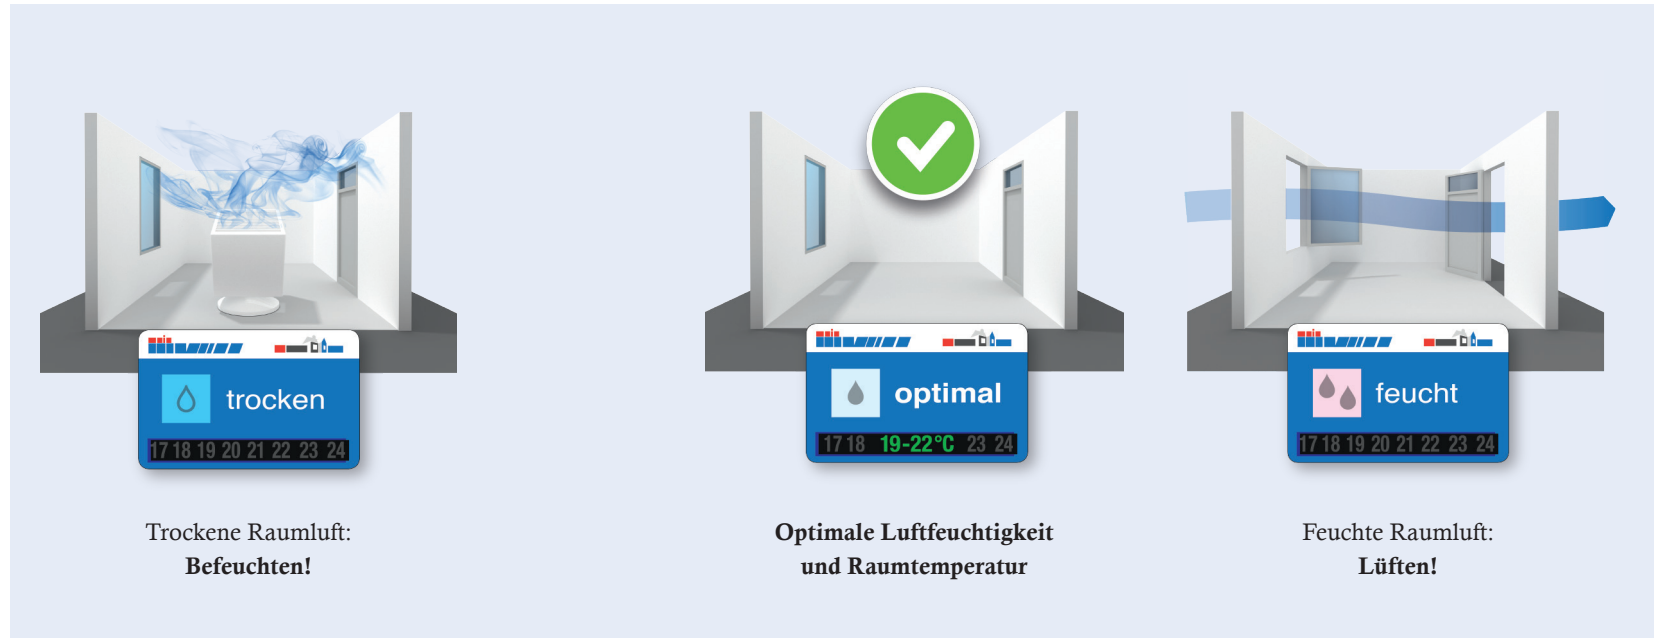 trocken
17 18 19 20 21 22 23 24
Trockene Raumluft:
Befeuchten!
optimal
17 18 19-22°C 23 24
Optimale Luftfeuchtigkeit
und Raumtemperatur
feucht
17 18 19 20 21 22 23 24
Feuchte Raumluft:
Lüften!